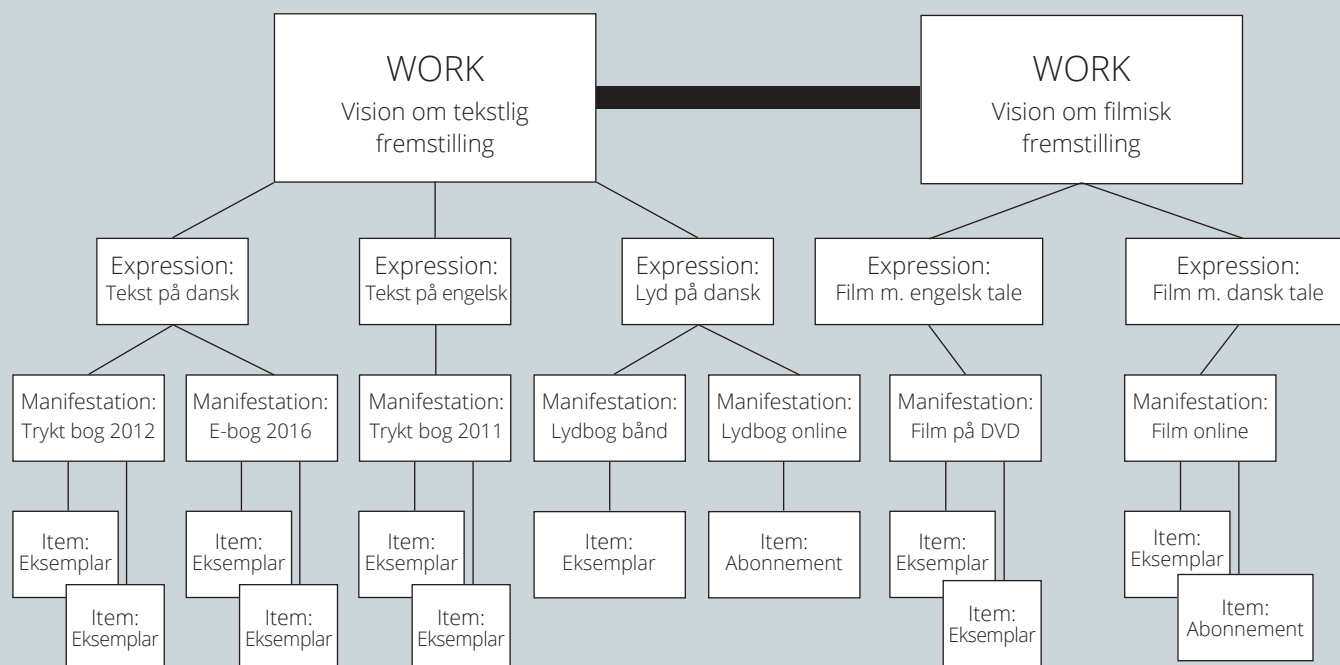 WORK
Vision om tekstlig
fremstilling
WORK
Vision om filmisk
fremstilling
Expression:
Tekst på dansk
Expression:
Tekst på engelsk
Expression:
Lyd på dansk
Expression:
Film m. engelsk tale
Expression:
Film m. dansk tale
Manifestation:
Trykt bog 2012
Manifestation:
E-bog 2016
Manifestation:
Trykt bog 2011
Manifestation:
Lydbog bånd
Manifestation:
Lydbog online
Manifestation:
Film på DVD
Manifestation:
Film online
Item:
Eksemplar
Item:
Eksemplar
Item:
Eksemplar
Item:
Eksemplar
Item:
Abonnement
Item:
Eksemplar
Item:
Eksemplar
Item:
Eksemplar
Item:
Eksemplar
Item:
Eksemplar
Item:
Eksemplar
Item:
Abonnement